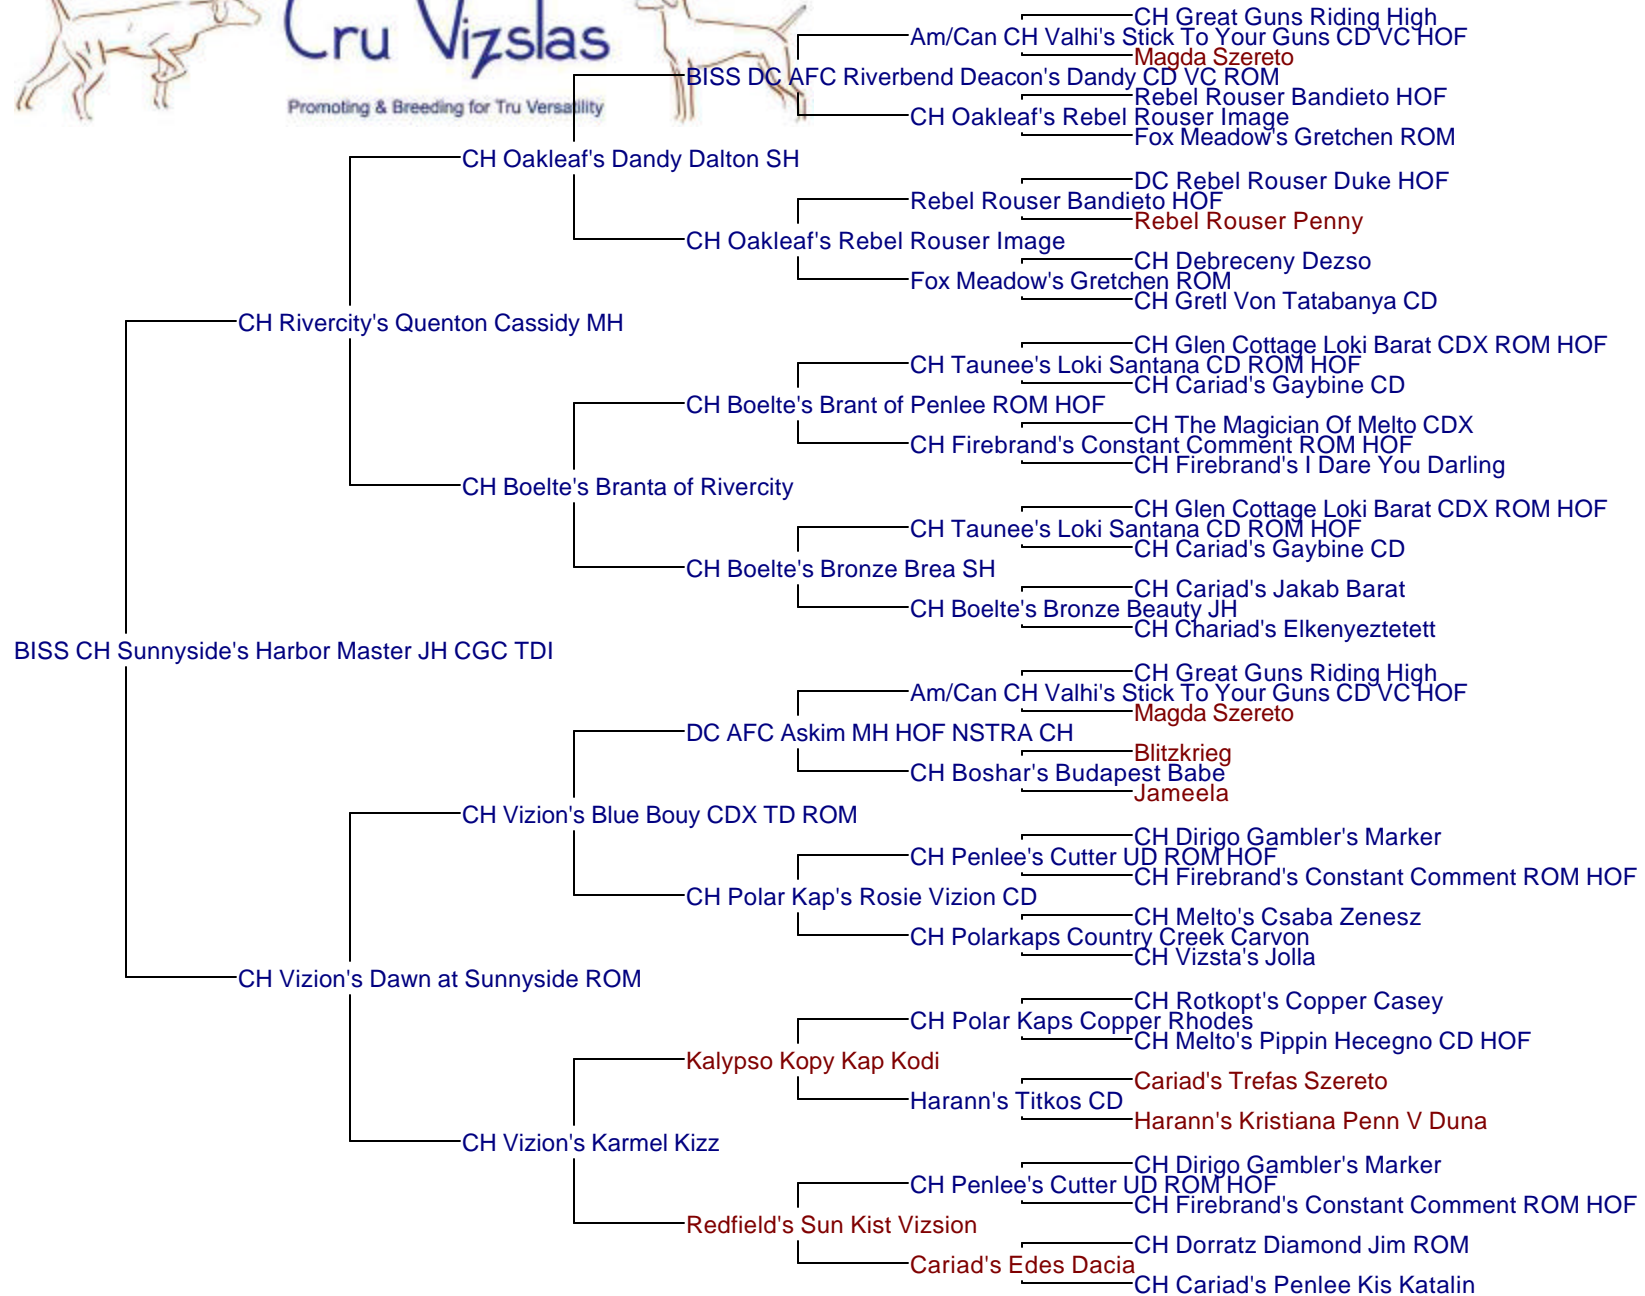 Cru Vizslas
Promoting & Breeding for Tru Versatility
CH Great Guns Riding High
Am/Can CH Valhi's Stick To Your Guns CD VC HOF
Magda Szereto
BISS DC AFC Riverbend Deacon's Dandy CD VC ROM
Rebel Rouser Bandieto HOF
CH Oakleaf's Rebel Rouser Image
Fox Meadow's Gretchen ROM
CH Oakleaf's Dandy Dalton SH
DC Rebel Rouser Duke HOF
Rebel Rouser Bandieto HOF
Rebel Rouser Penny
CH Oakleaf's Rebel Rouser Image
CH Debreceny Dezso
Fox Meadow's Gretchen ROM
CH Gretl Von Tatabanya CD
CH Rivercity's Quenton Cassidy MH
CH Glen Cottage Loki Barat CDX ROM HOF
CH Taunee's Loki Santana CD ROM HOF
CH Cariad's Gaybine CD
CH Boelte's Brant of Penlee ROM HOF
CH The Magician Of Melto CDX
CH Firebrand's Constant Comment ROM HOF
CH Firebrand's I Dare You Darling
CH Boelte's Branta of Rivercity
CH Glen Cottage Loki Barat CDX ROM HOF
CH Taunee's Loki Santana CD ROM HOF
CH Cariad's Gaybine CD
CH Boelte's Bronze Brea SH
CH Cariad's Jakab Barat
CH Boelte's Bronze Beauty JH
CH Chariad's Elkenyeztetett
BISS CH Sunnyside's Harbor Master JH CGC TDI
CH Great Guns Riding High
Am/Can CH Valhi's Stick To Your Guns CD VC HOF
Magda Szereto
DC AFC Askim MH HOF NSTRA CH
Blitzkrieg
CH Boshar's Budapest Babe
Jameela
CH Vizion's Blue Bouy CDX TD ROM
CH Dirigo Gambler's Marker
CH Penlee's Cutter UD ROM HOF
CH Firebrand's Constant Comment ROM HOF
CH Polar Kap's Rosie Vizion CD
CH Melto's Csaba Zenesz
CH Polarkaps Country Creek Carvon
CH Vizsta's Jolla
CH Vizion's Dawn at Sunnyside ROM
CH Rotkopt's Copper Casey
CH Polar Kaps Copper Rhodes
CH Melto's Pippin Hecegno CD HOF
Kalypso Kopy Kap Kodi
Cariad's Trefas Szereto
Harann's Titkos CD
Harann's Kristiana Penn V Duna
CH Vizion's Karmel Kizz
CH Dirigo Gambler's Marker
CH Penlee's Cutter UD ROM HOF
CH Firebrand's Constant Comment ROM HOF
Redfield's Sun Kist Vizsion
CH Dorratz Diamond Jim ROM
Cariad's Edes Dacia
CH Cariad's Penlee Kis Katalin